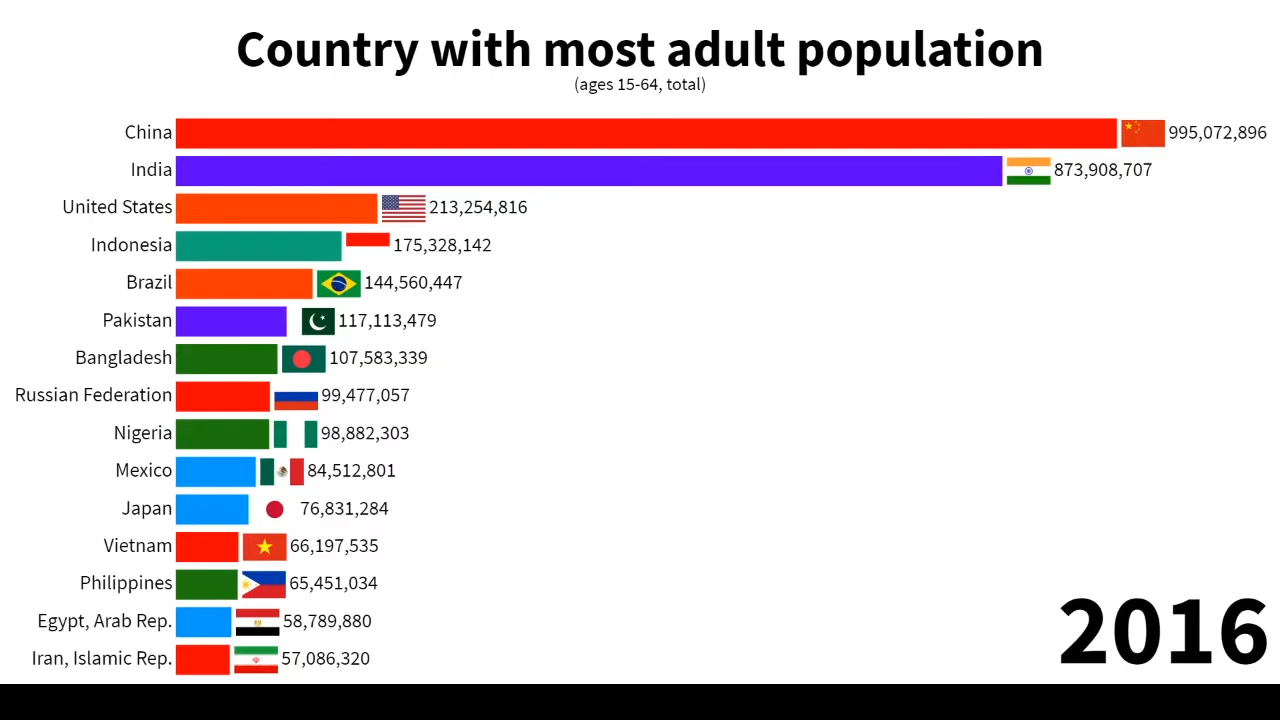 Country with most adult population
(ages 15-64, total)
China 995,072,896
India 873,908,707
United States 213,254,816
Indonesia 175,328,142
Brazil 144,560,447
Pakistan 117,113,479
Bangladesh 107,583,339
Russian Federation 99,477,057
Nigeria 98,882,303
Mexico 84,512,801
Japan 76,831,284
Vietnam 66,197,535
Philippines 65,451,034
Egypt, Arab Rep. 58,789,880
Iran, Islamic Rep. 57,086,320
2016